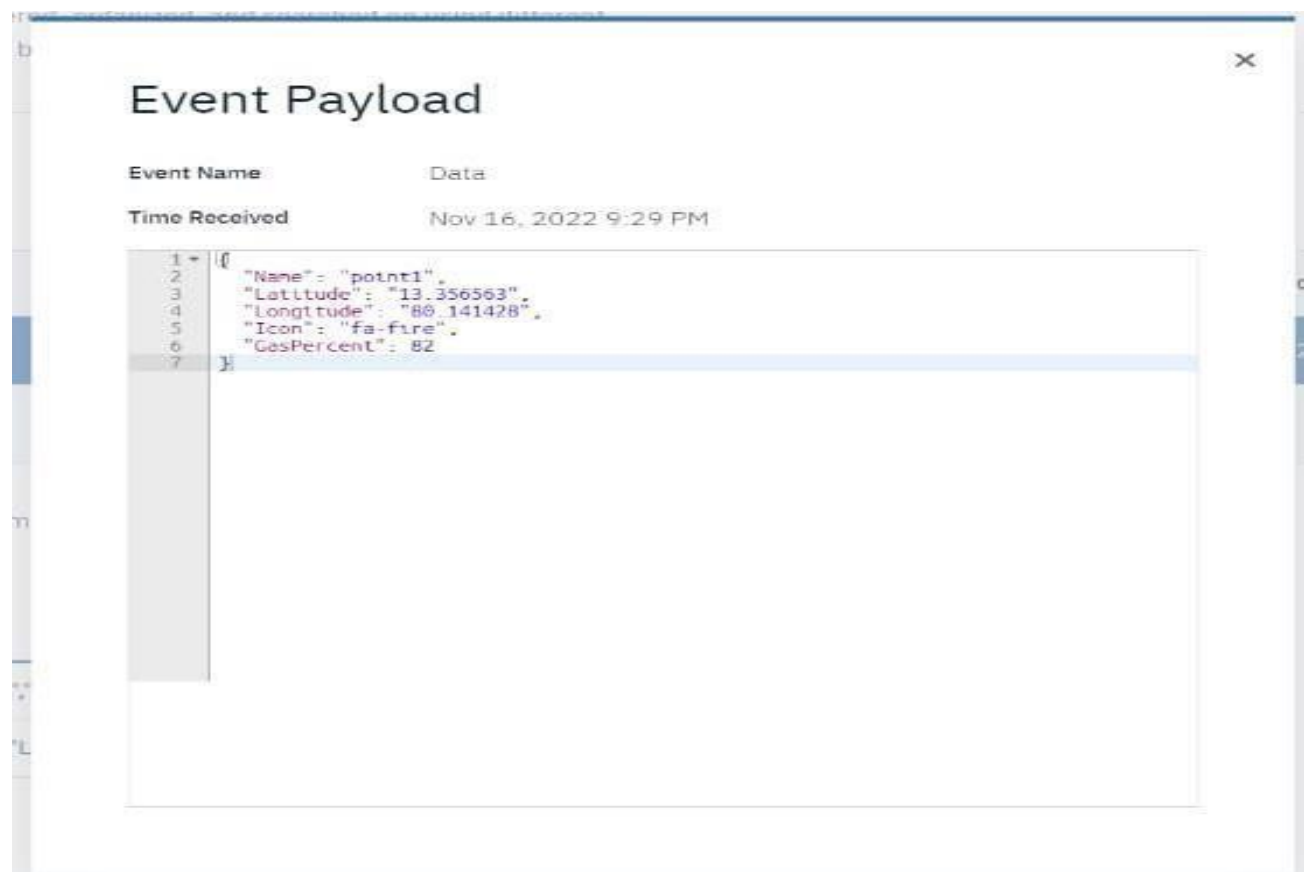 ×
Event Payload
Event Name Data
Time Received Nov 16, 2022 9:29 PM
1 {
2 "Name": "point1",
3 "Latitude": "13.356563",
4 "Longitude": "80.141428",
5 "Icon": "fa-fire",
6 "GasPercent": 82
7 }